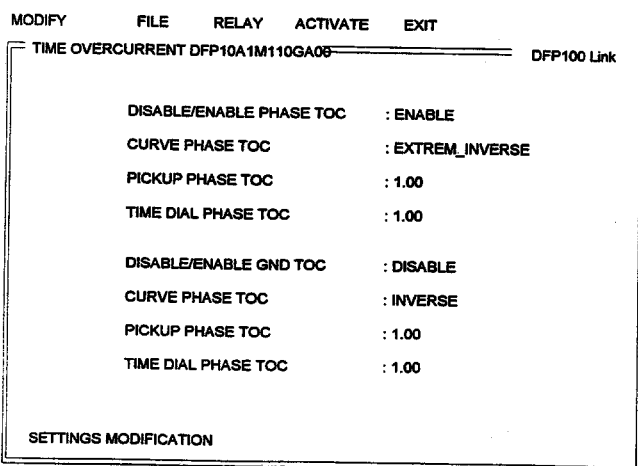 MODIFY FILE RELAY ACTIVATE EXIT
TIME OVERCURRENT DFP10A1M110GA00 DFP100 Link
DISABLE/ENABLE PHASE TOC : ENABLE
CURVE PHASE TOC : EXTREM_INVERSE
PICKUP PHASE TOC : 1.00
TIME DIAL PHASE TOC : 1.00
DISABLE/ENABLE GND TOC : DISABLE
CURVE PHASE TOC : INVERSE
PICKUP PHASE TOC : 1.00
TIME DIAL PHASE TOC : 1.00
SETTINGS MODIFICATION